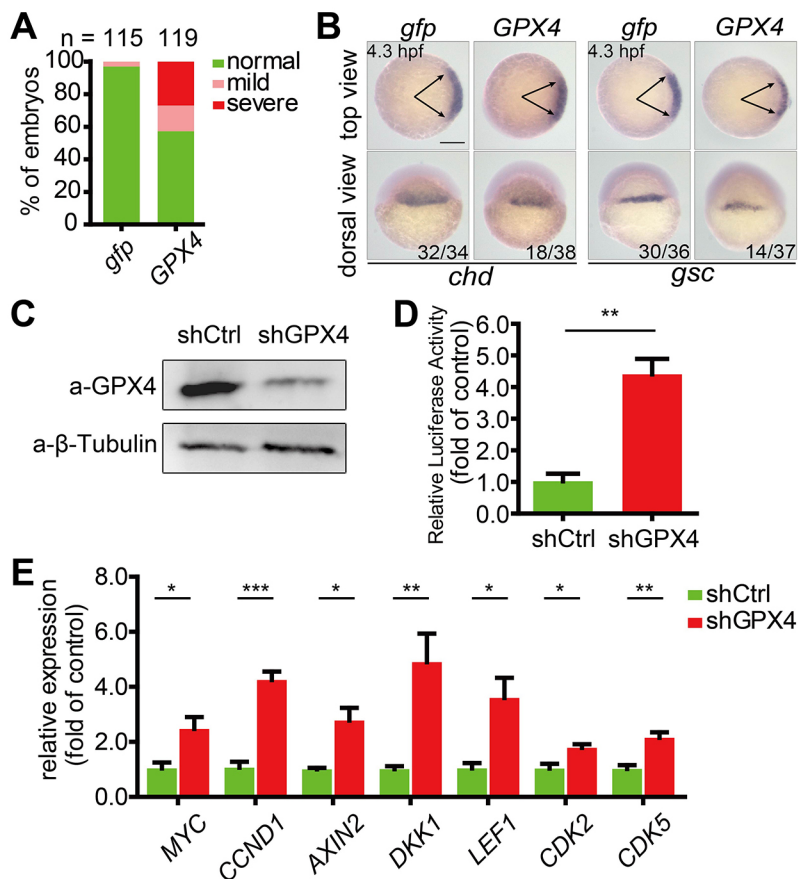 A
n = 115 119
100
80
60
40
20
0
% of embryos
gfp
GPX4
normal
mild
severe
B
gfp
GPX4
gfp
GPX4
4.3 hpf
4.3 hpf
top view
dorsal view
32/34
18/38
30/36
14/37
chd
gsc
C
shCtrl shGPX4
a-GPX4
a-β-Tubulin
D
Relative Luciferase Activity
(fold of control)
6.0
5.0
4.0
3.0
2.0
1.0
0.0
**
shCtrl shGPX4
E
relative expression
(fold of control)
8.0
6.0
4.0
2.0
0.0
* *** * ** * * **
shCtrl
shGPX4
MYC
CCND1
AXIN2
DKK1
LEF1
CDK2
CDK5